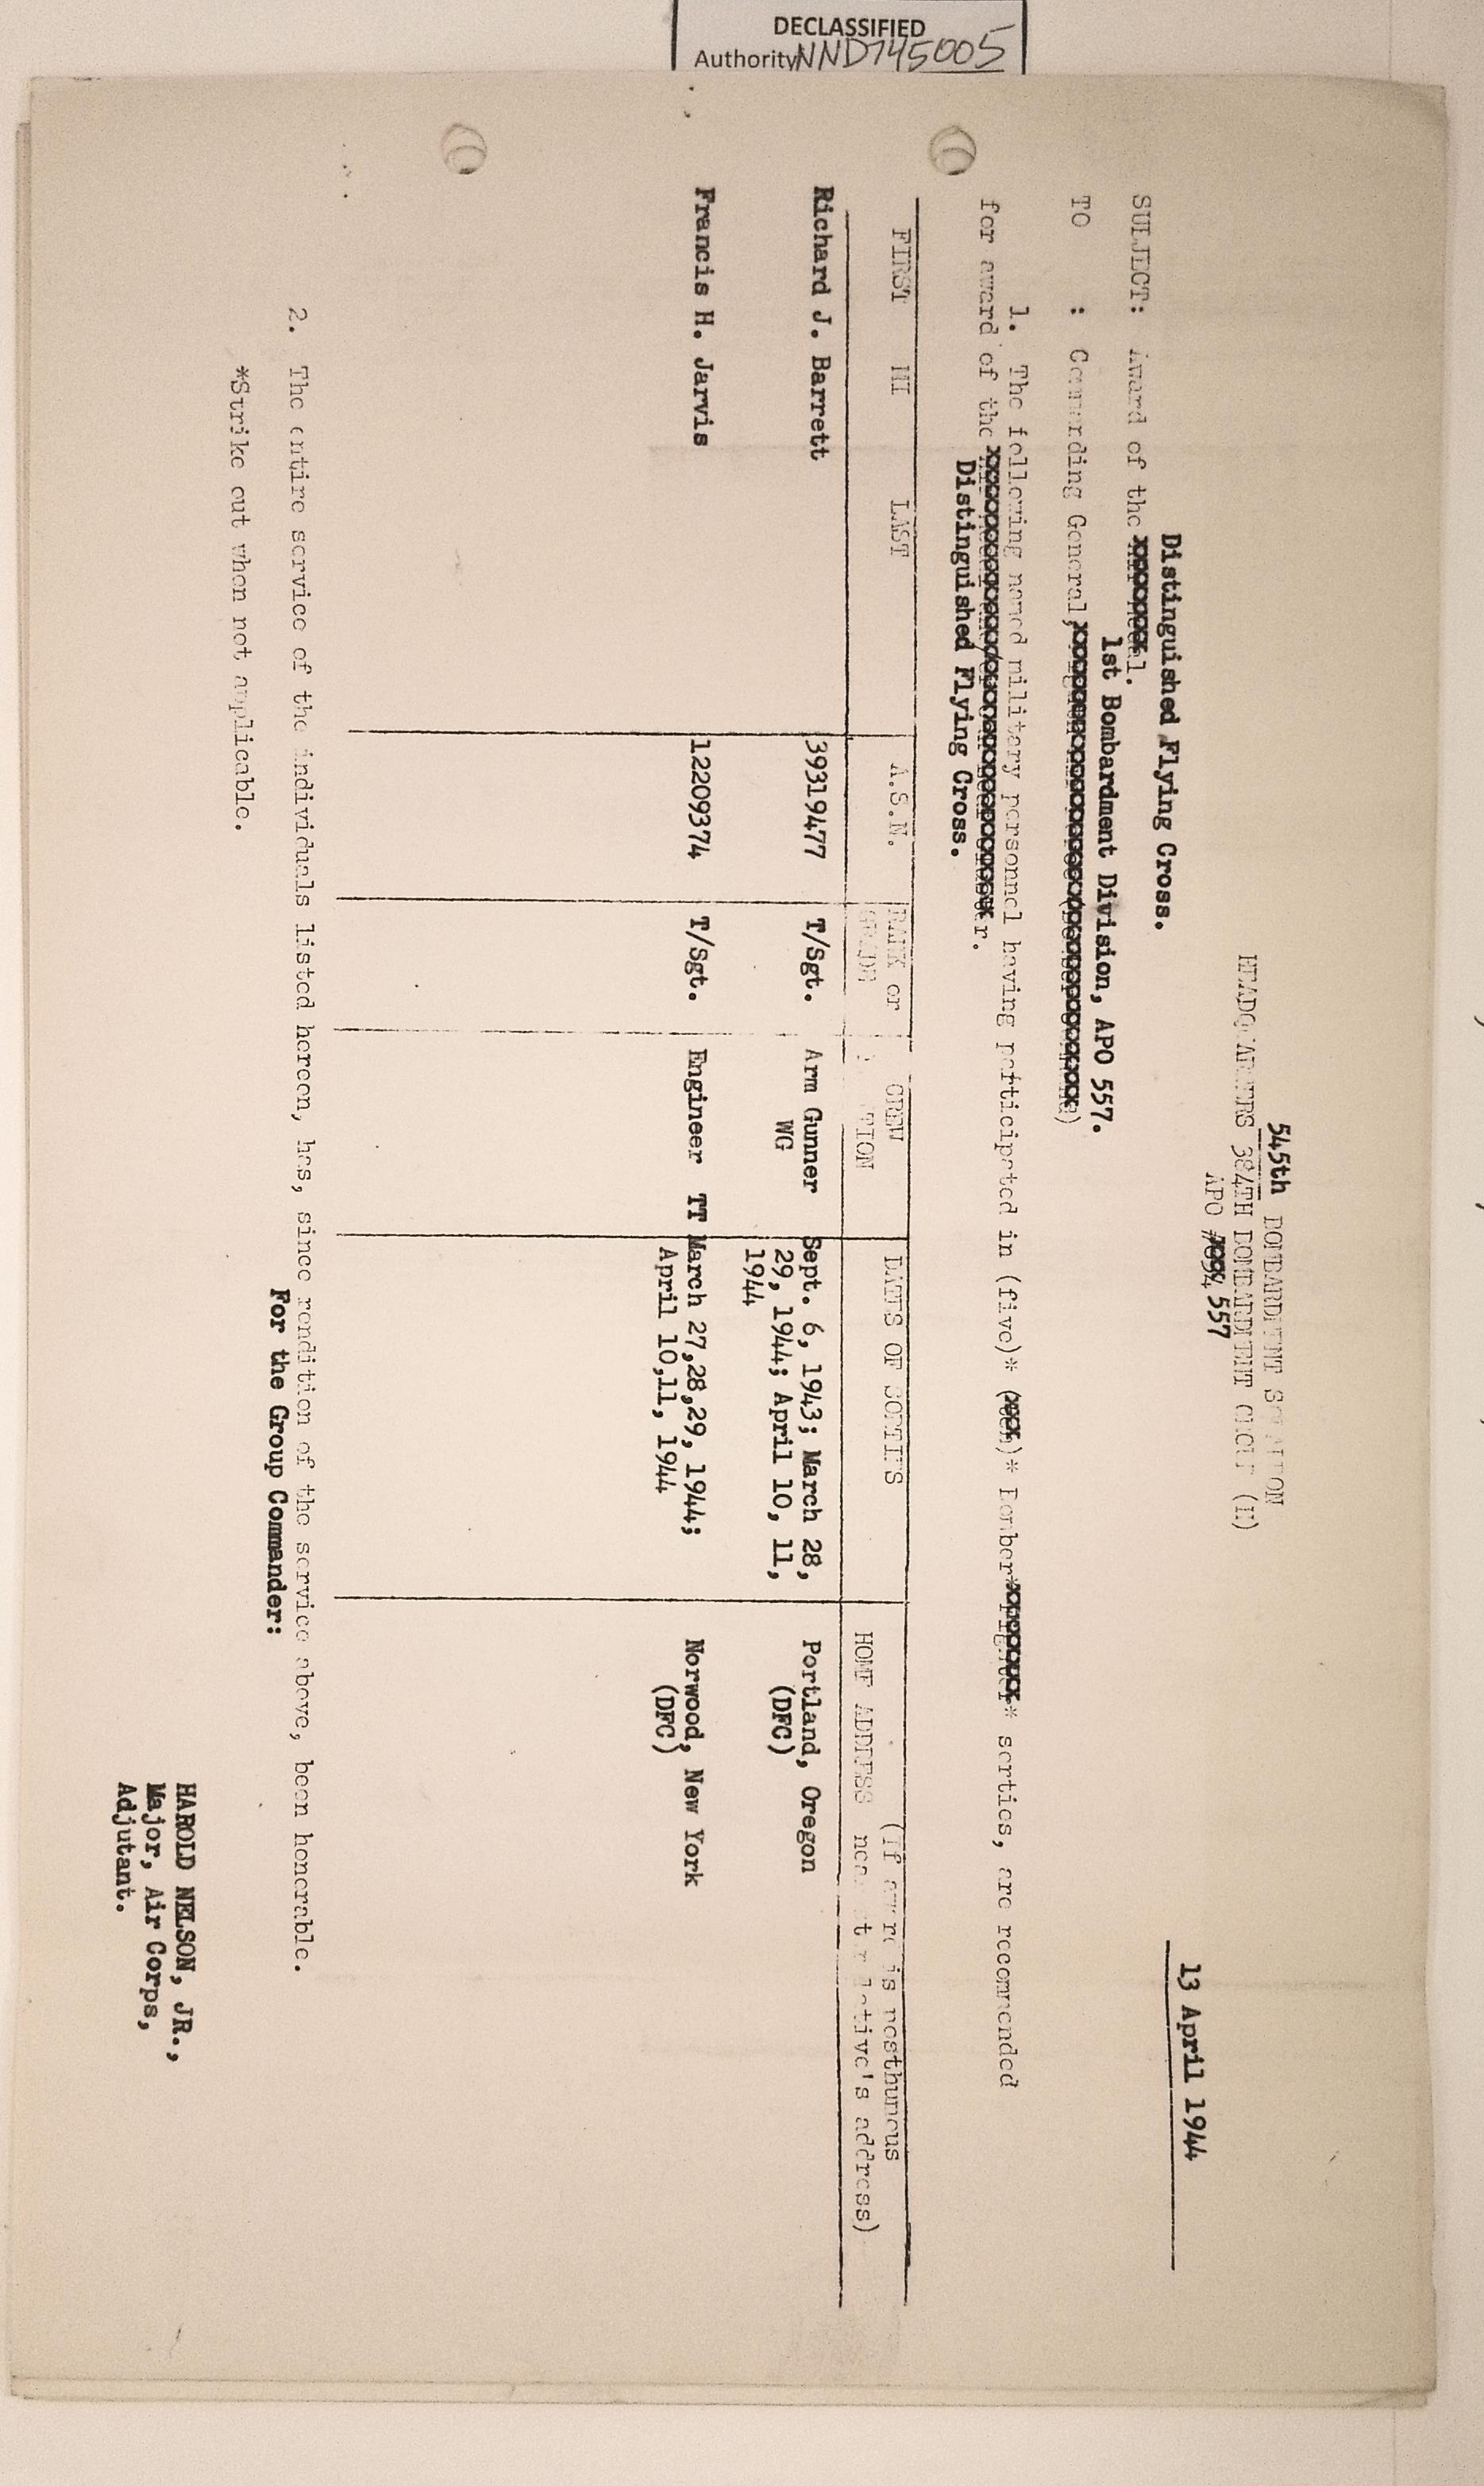 DECLASSIFIED
Authority NND745005
545th BOMBARDMENT SQUADRON
HEADQUARTERS 384TH BOMBARDMENT GROUP (H)
APO 557
13 April 1944
Distinguished Flying Cross.
SUBJECT: Award of the
1st Bombardment Division, APO 557.
TO : Commanding General,
1. The following named military personnel having participated in (five)* Bomber* sorties, are recommended
for award of the
Distinguished Flying Cross.
FIRST MI LAST A.S.N. RANK or GRADE CREW DATES OF SORTIES HOME ADDRESS (If award is posthumous
relative's address)
Richard J. Barrett 39319477 T/Sgt. Arm Gunner Sept. 6, 1943; March 28, Portland, Oregon
WG 29, 1944; April 10, 11, (DFC)
1944
Francis H. Jarvis 12209374 T/Sgt. Engineer TT March 27,28,29, 1944; Norwood, New York
April 10,11, 1944 (DFC)
2. The entire service of the individuals listed hereon, has, since rendition of the service above, been honorable.
For the Group Commander:
*Strike out when not applicable.
HAROLD NELSON, JR.,
Major, Air Corps,
Adjutant.